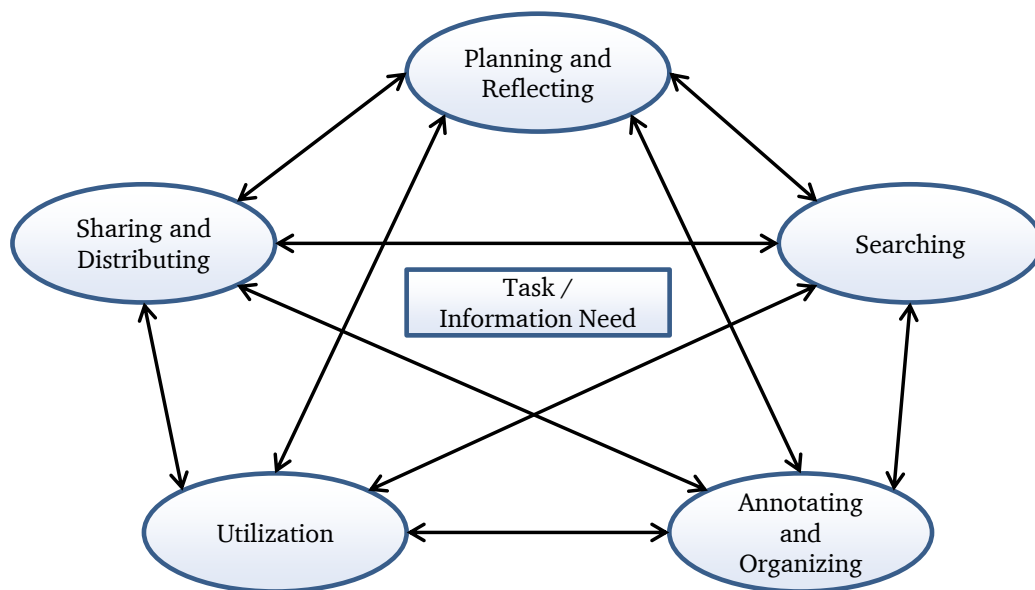 Planning and
Reflecting
Sharing and
Distributing
Searching
Task /
Information Need
Utilization
Annotating
and
Organizing